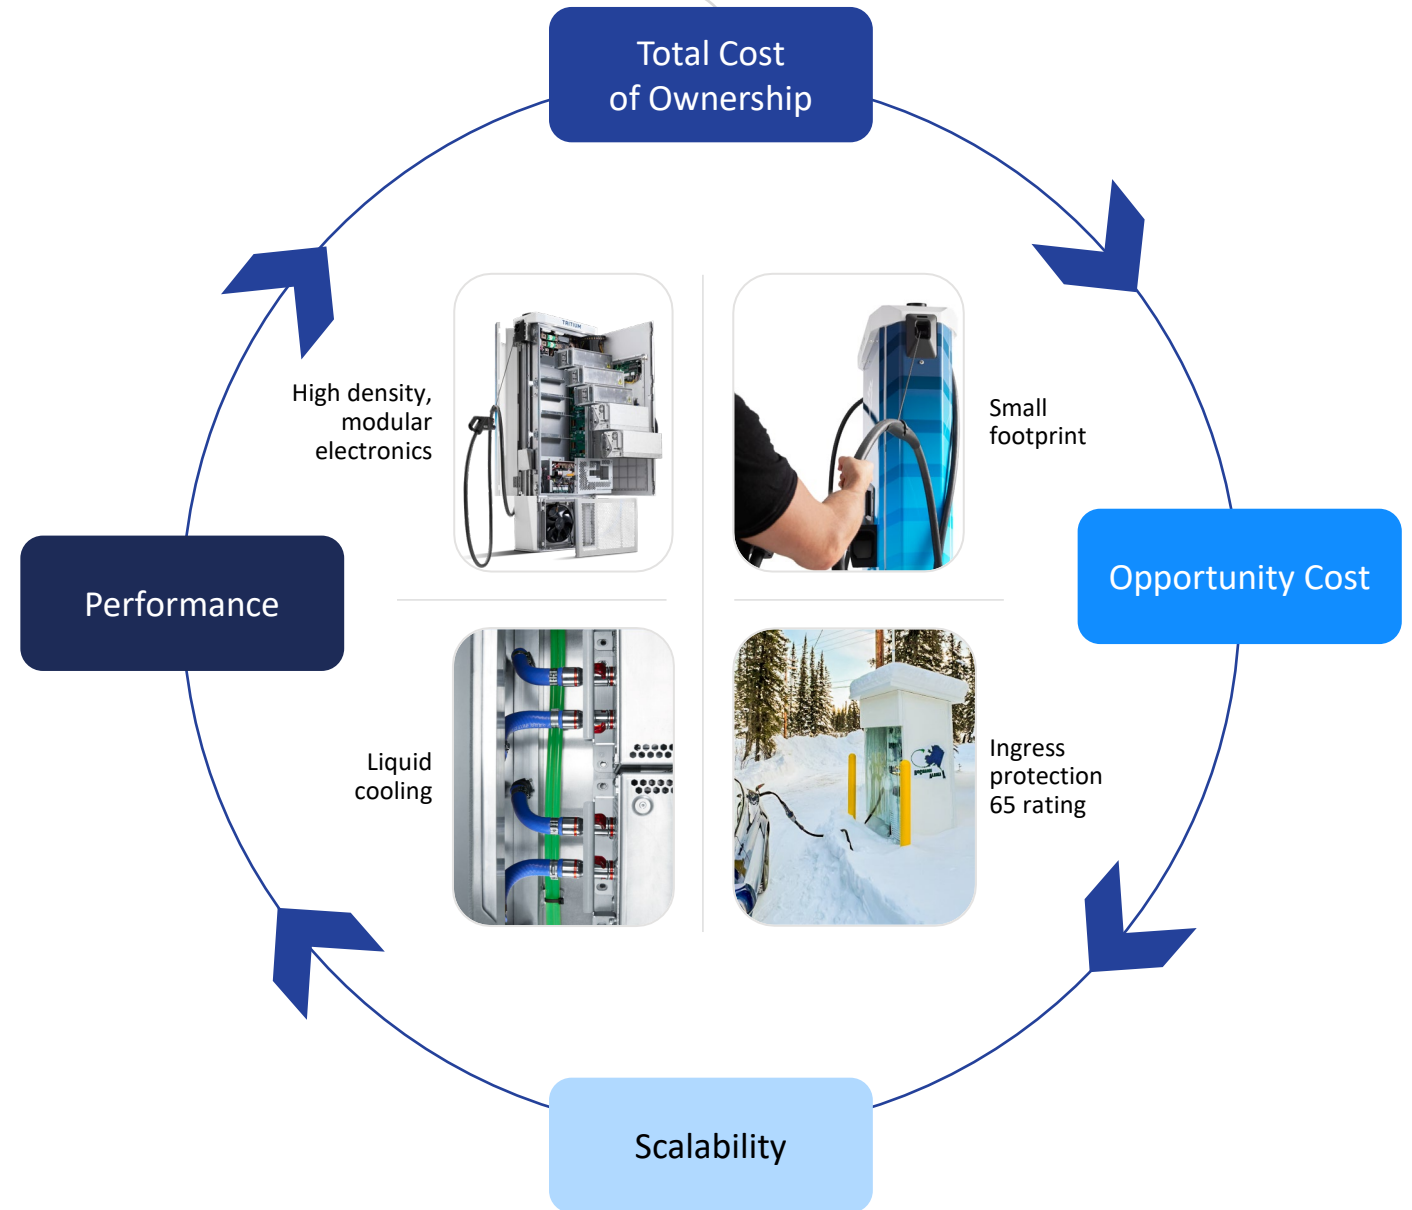 Total Cost
of Ownership
TRITIUM
High density,
modular
electronics
Small
footprint
Performance
Opportunity Cost
Liquid
cooling
Ingress
protection
65 rating
Scalability